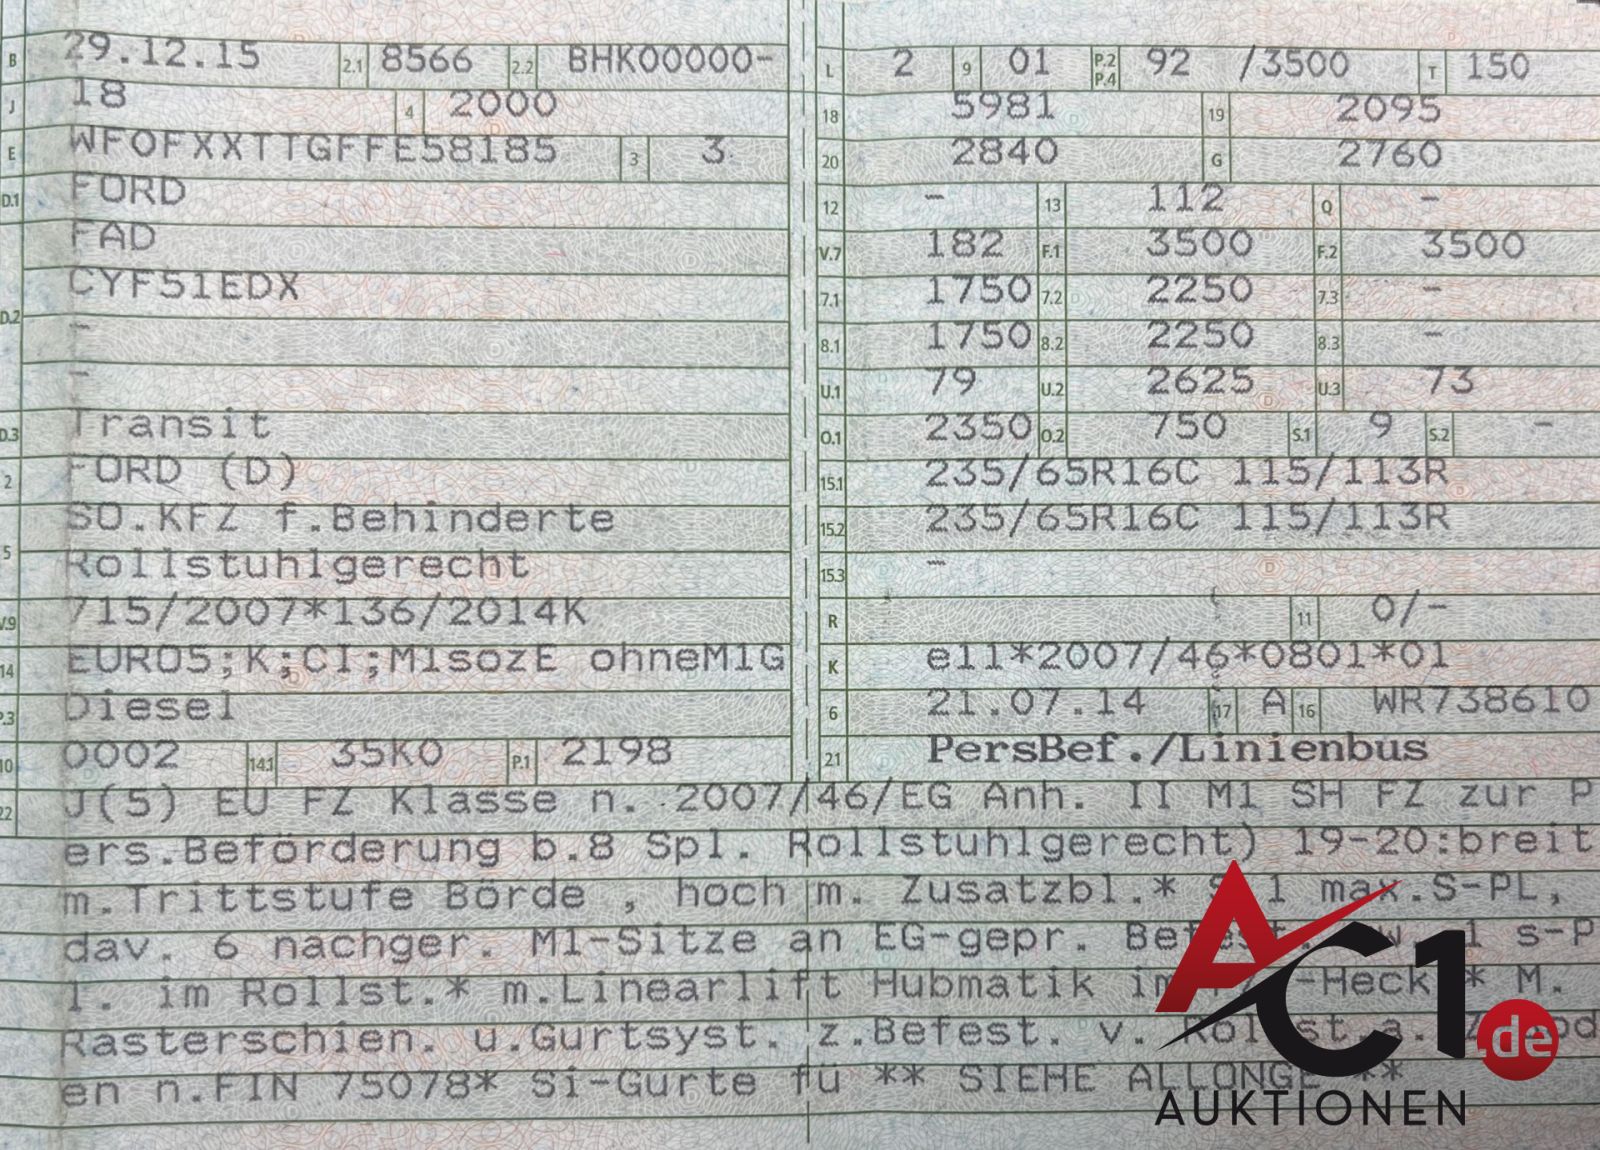 B 29.12.15 2.1 8566 2.2 BHK00000- L 2 9 01 P.2 P.4 92 /3500 T 150
J 18 4 2000 18 5981 19 2095
E WF0FXXTTGFFE58185 3 3 20 2840 G 2760
D.1 FORD 12 - 13 112 Q -
FAD V.7 182 F.1 3500 F.2 3500
D.2 CYF51EDX 7.1 1750 7.2 2250 7.3 -
- 8.1 1750 8.2 2250 8.3 -
- U.1 79 U.2 2625 U.3 73
D.3 Transit O.1 2350 O.2 750 S.1 9 S.2 -
2 FORD (D) 15.1 235/65R16C 115/113R
5 SO.KFZ f.Behinderte 15.2 235/65R16C 115/113R
Rollstuhlgerecht 15.3 -
V.9 715/2007*136/2014K R 11 0/-
14 EURO5;K;CI;M1sozE ohneM1G K e11*2007/46*0801*01
P.3 Diesel 6 21.07.14 17 A 16 WR738610
10 0002 14.1 35K0 P.1 2198 21 PersBef./Linienbus
22 J(5) EU FZ Klasse n. 2007/46/EG Anh. II M1 SH FZ zur P
ers.Beförderung b.8 Spl. Rollstuhlgerecht) 19-20:breit
m.Trittstufe Börde , hoch m. Zusatzbl.* 1 max.S-PL,
dav. 6 nachger. M1-Sitze an EG-gepr. 1 s-P
l. im Rollst.* m.Linearlift Hubmatik -Heck * M.
Rasterschien. u.Gurtsyst. z.Befest. v. a.
en n.FIN 75078* Si-Gurte fü ** SIEHE ALLONGE **
AC1.de
AUKTIONEN